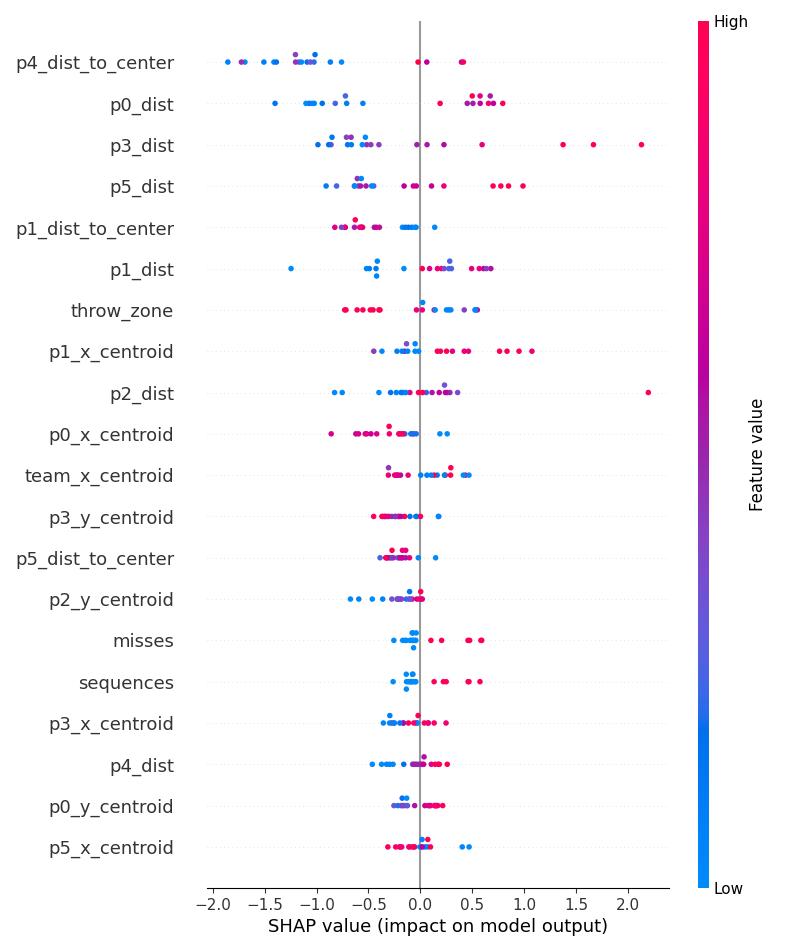 High
p4_dist_to_center
p0_dist
p3_dist
p5_dist
p1_dist_to_center
p1_dist
throw_zone
p1_x_centroid
p2_dist
p0_x_centroid
team_x_centroid
p3_y_centroid
p5_dist_to_center
p2_y_centroid
misses
sequences
p3_x_centroid
p4_dist
p0_y_centroid
p5_x_centroid
Feature value
Low
−2.0 −1.5 −1.0 −0.5 0.0 0.5 1.0 1.5 2.0
SHAP value (impact on model output)